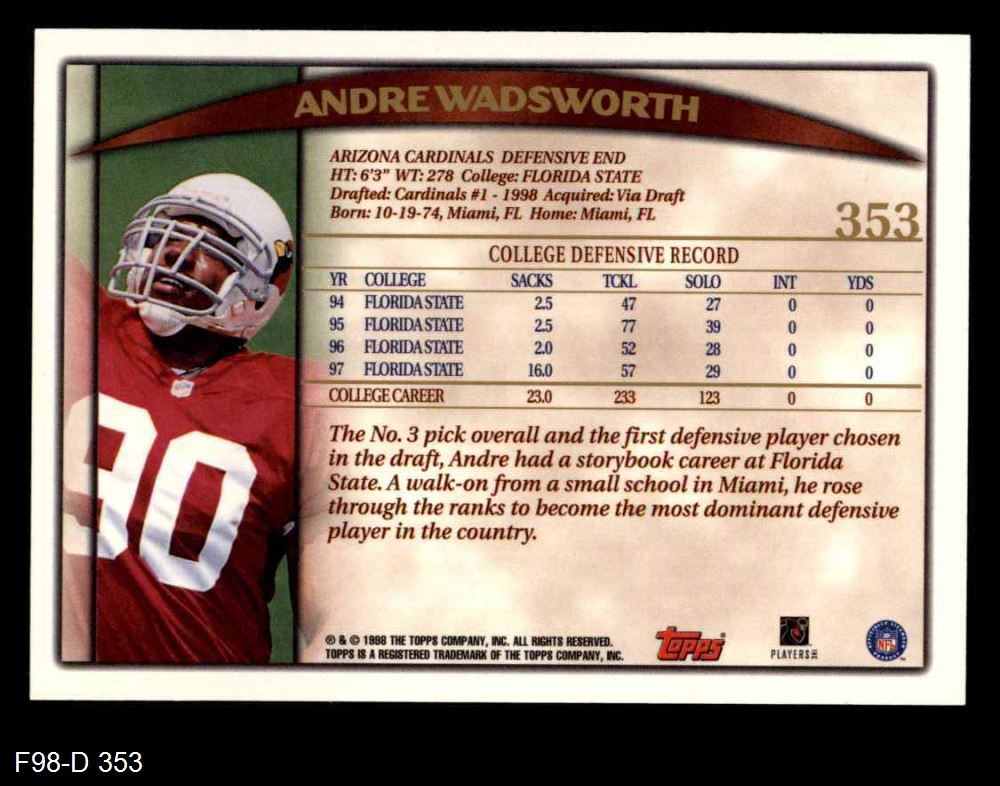 ANDRE WADSWORTH
ARIZONA CARDINALS DEFENSIVE END
HT: 6'3" WT: 278 College: FLORIDA STATE
Drafted: Cardinals #1 - 1998 Acquired: Via Draft
Born: 10-19-74, Miami, FL Home: Miami, FL
353
COLLEGE DEFENSIVE RECORD
YR COLLEGE SACKS TCKL SOLO INT YDS
94 FLORIDA STATE 2.5 47 27 0 0
95 FLORIDA STATE 2.5 77 39 0 0
96 FLORIDA STATE 2.0 52 28 0 0
97 FLORIDA STATE 16.0 57 29 0 0
COLLEGE CAREER 23.0 233 123 0 0
The No. 3 pick overall and the first defensive player chosen
in the draft, Andre had a storybook career at Florida
State. A walk-on from a small school in Miami, he rose
through the ranks to become the most dominant defensive
player in the country.
90
® & © 1998 THE TOPPS COMPANY, INC. ALL RIGHTS RESERVED.
TOPPS IS A REGISTERED TRADEMARK OF THE TOPPS COMPANY, INC.
topps®
PLAYERS
NFL
F98-D 353